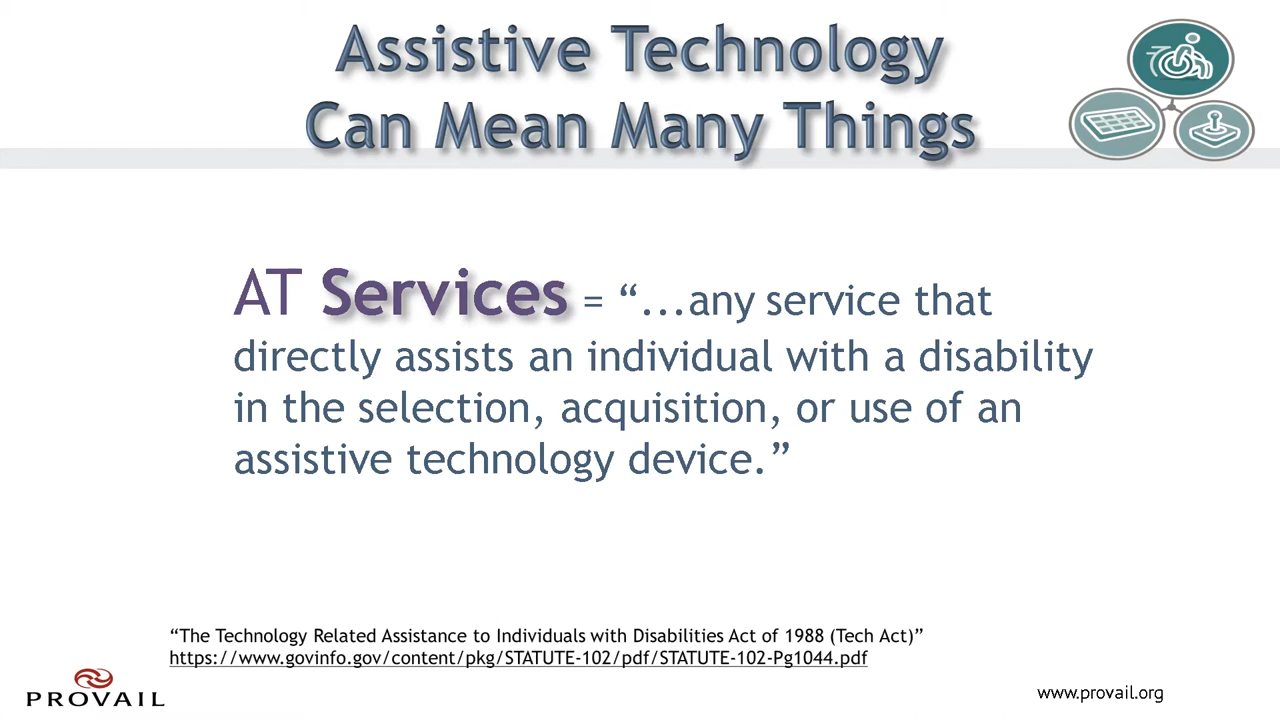 Assistive Technology
Can Mean Many Things
AT Services = “...any service that
directly assists an individual with a disability
in the selection, acquisition, or use of an
assistive technology device.”
“The Technology Related Assistance to Individuals with Disabilities Act of 1988 (Tech Act)”
https://www.govinfo.gov/content/pkg/STATUTE-102/pdf/STATUTE-102-Pg1044.pdf
PROVAIL
www.provail.org